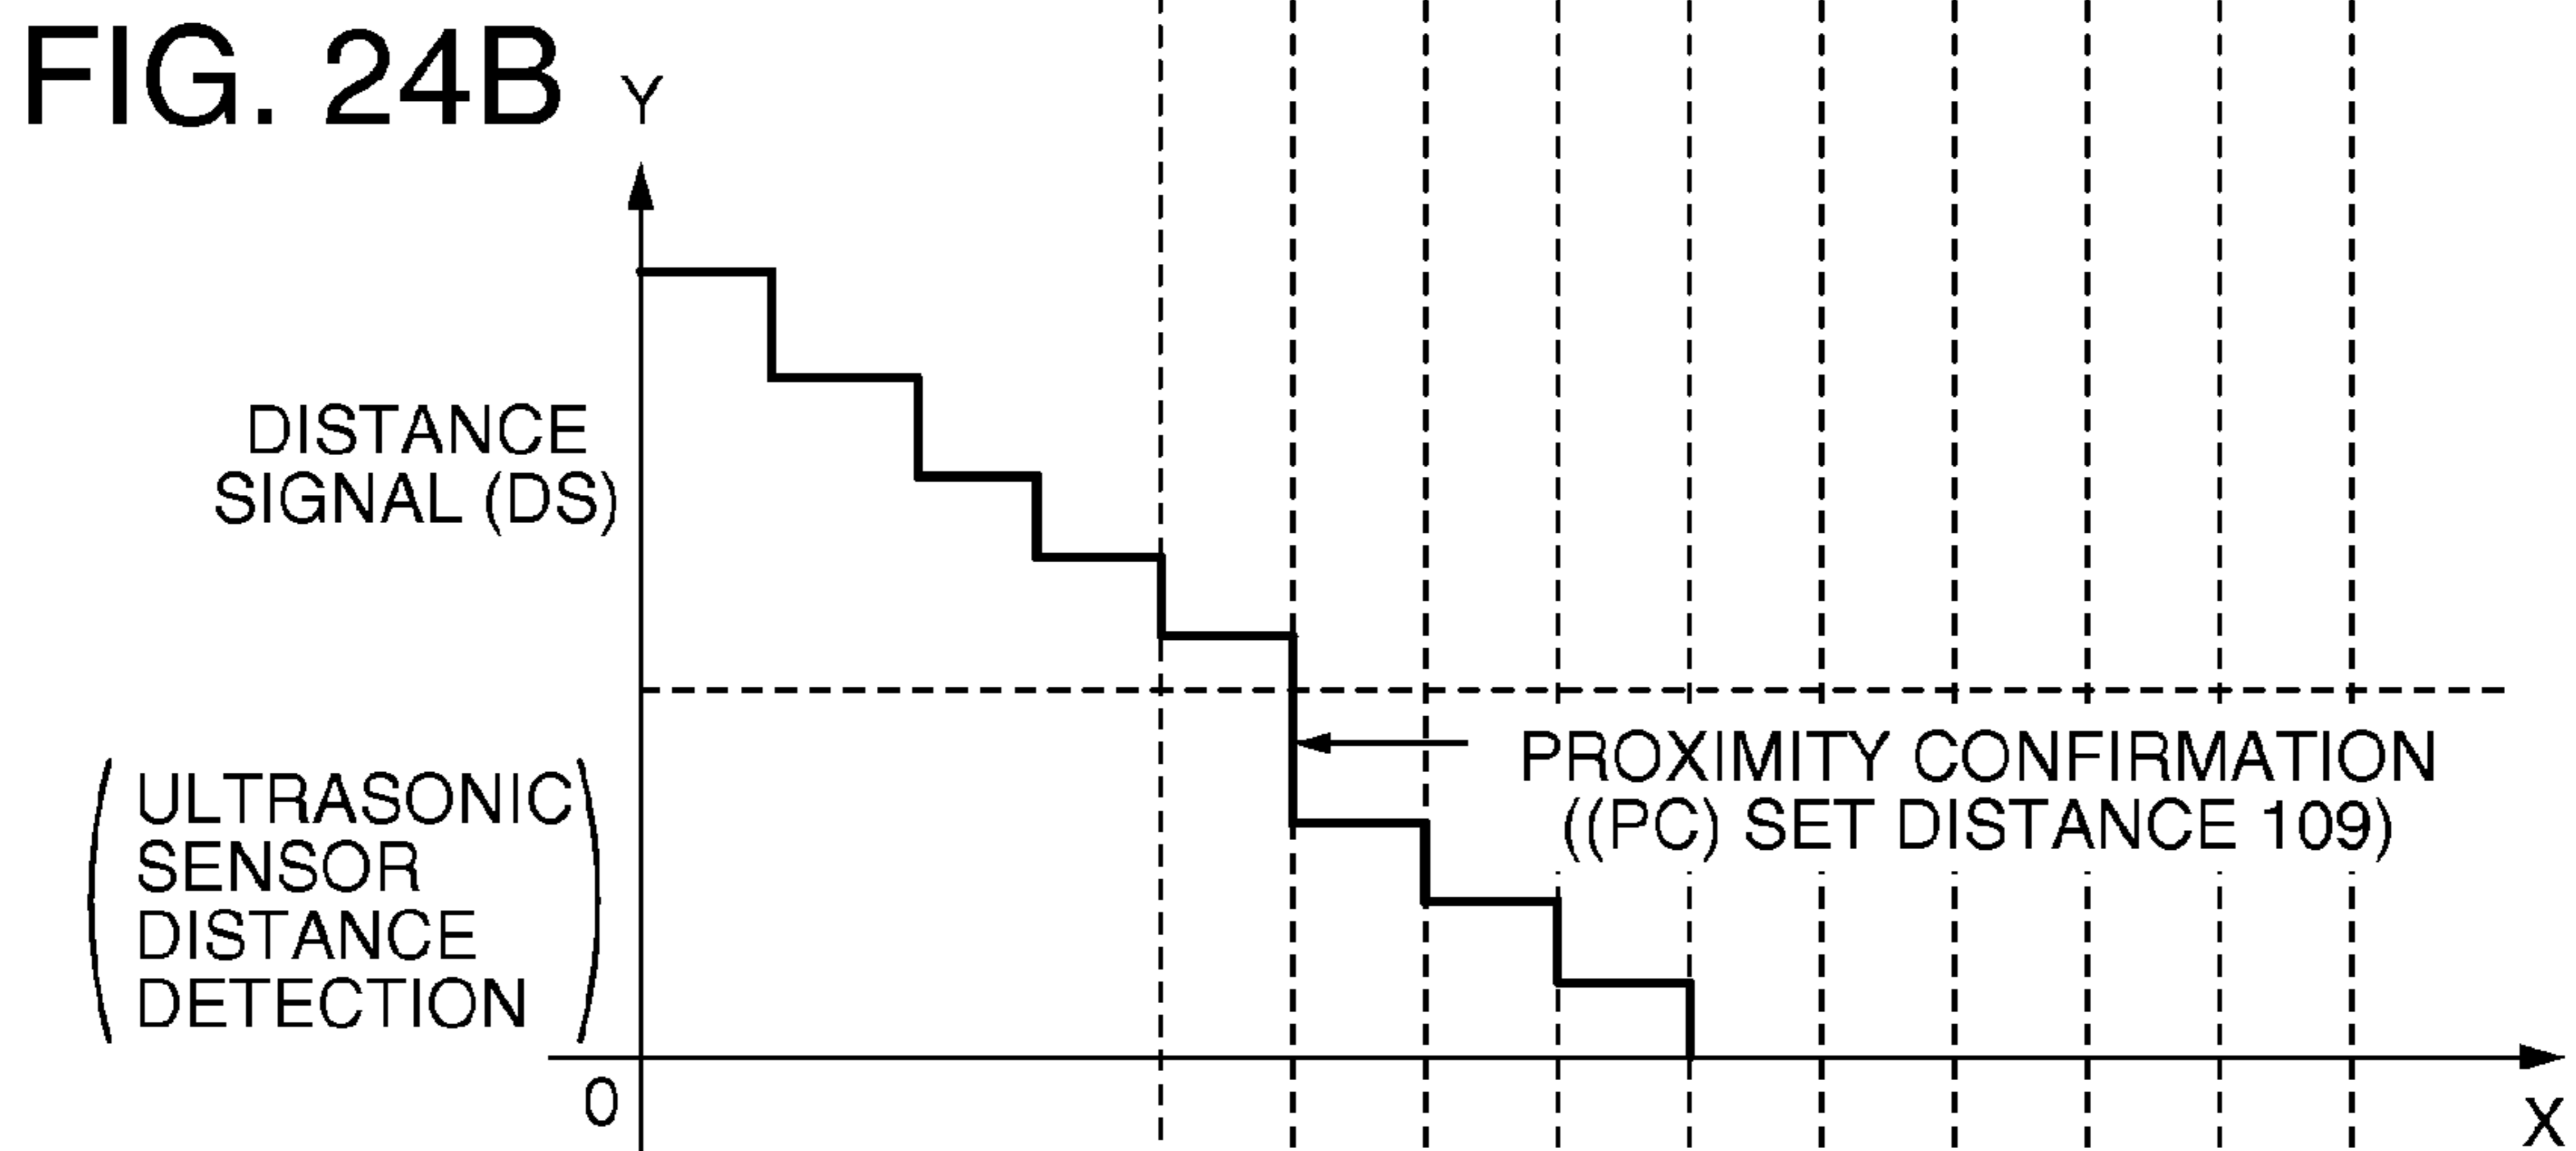 FIG. 24B
Y
DISTANCE
SIGNAL (DS)
PROXIMITY CONFIRMATION
((PC) SET DISTANCE 109)
ULTRASONIC
SENSOR
DISTANCE
DETECTION
0
X